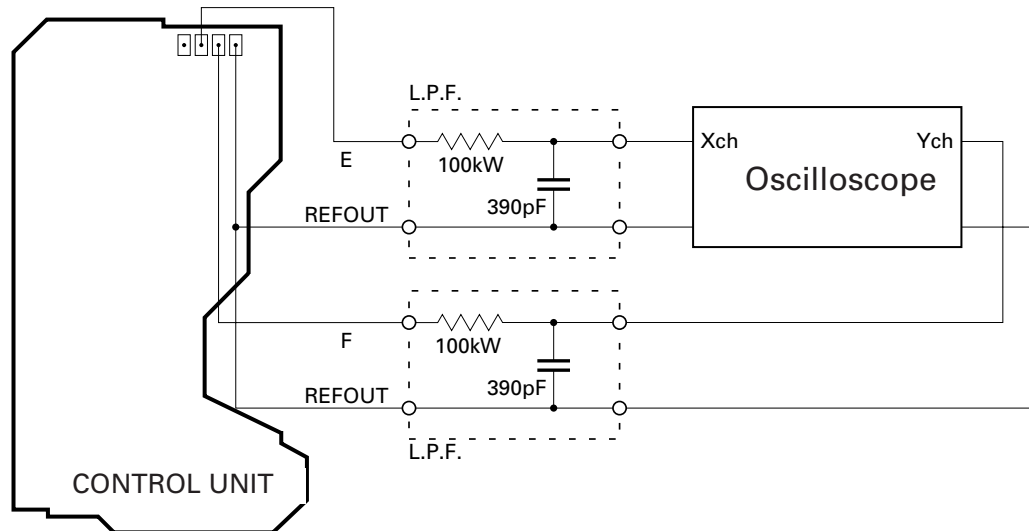 L.P.F.
E
100kW
390pF
REFOUT
Xch
Ych
Oscilloscope
F
100kW
390pF
REFOUT
L.P.F.
CONTROL UNIT